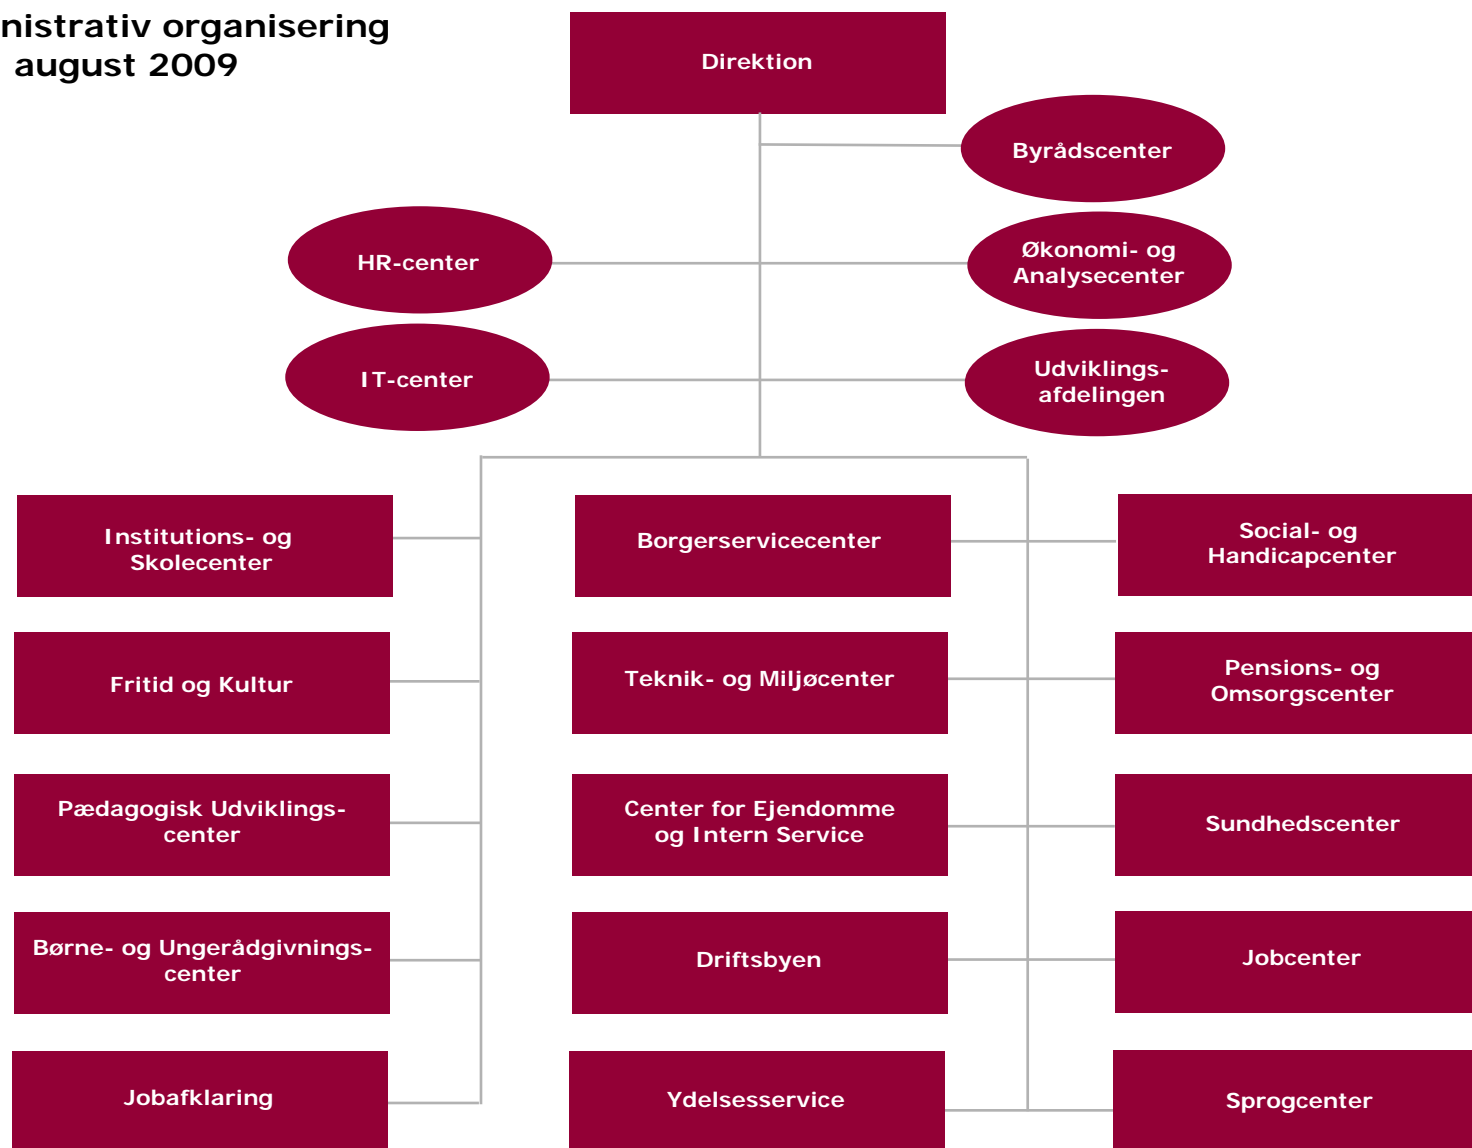 nistrativ organisering
august 2009
Direktion
Byrådscenter
HR-center
Økonomi- og
Analysecenter
IT-center
Udviklings-
afdelingen
Institutions- og
Skolecenter
Borgerservicecenter
Social- og
Handicapcenter
Fritid og Kultur
Teknik- og Miljøcenter
Pensions- og
Omsorgscenter
Pædagogisk Udviklings-
center
Center for Ejendomme
og Intern Service
Sundhedscenter
Børne- og Ungerådgivnings-
center
Driftsbyen
Jobcenter
Jobafklaring
Ydelsesservice
Sprogcenter